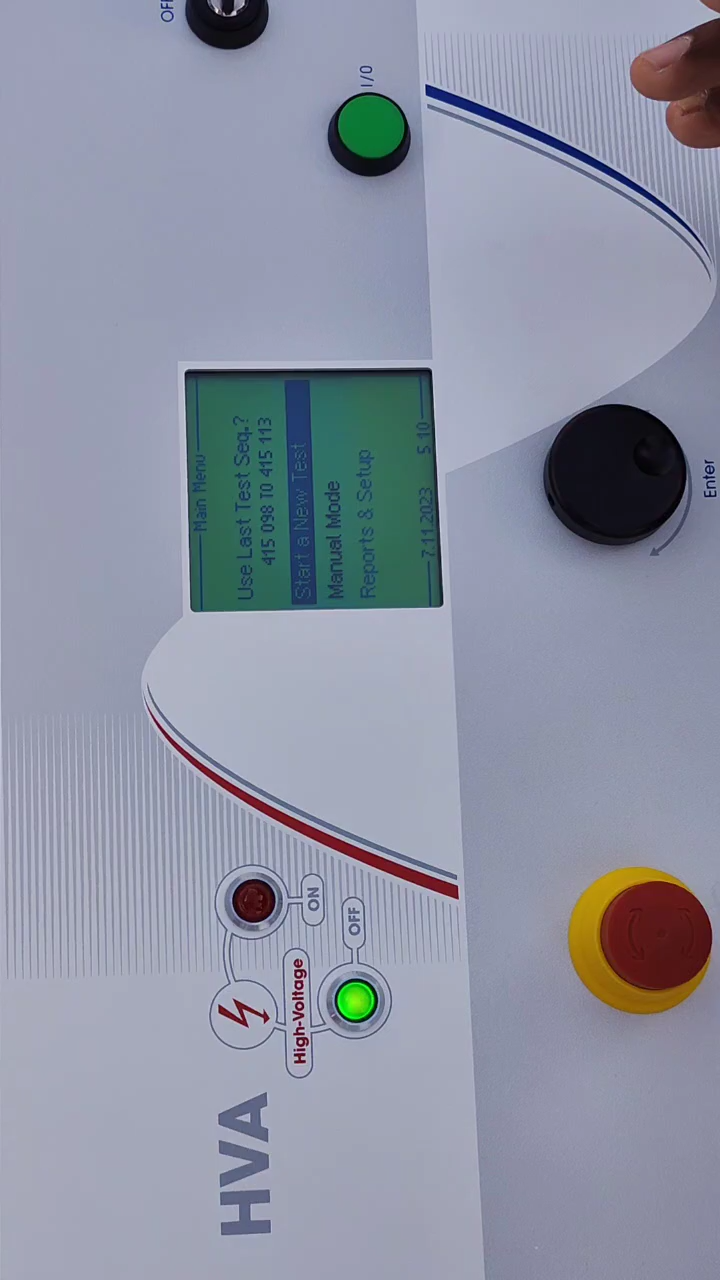 HVA
High-Voltage
ON
OFF
Main Menu
Use Last Test Seq.?
415 098 TO 415 113
Start a New Test
Manual Mode
Reports & Setup
7.11.2023 5 10
I/O
Enter